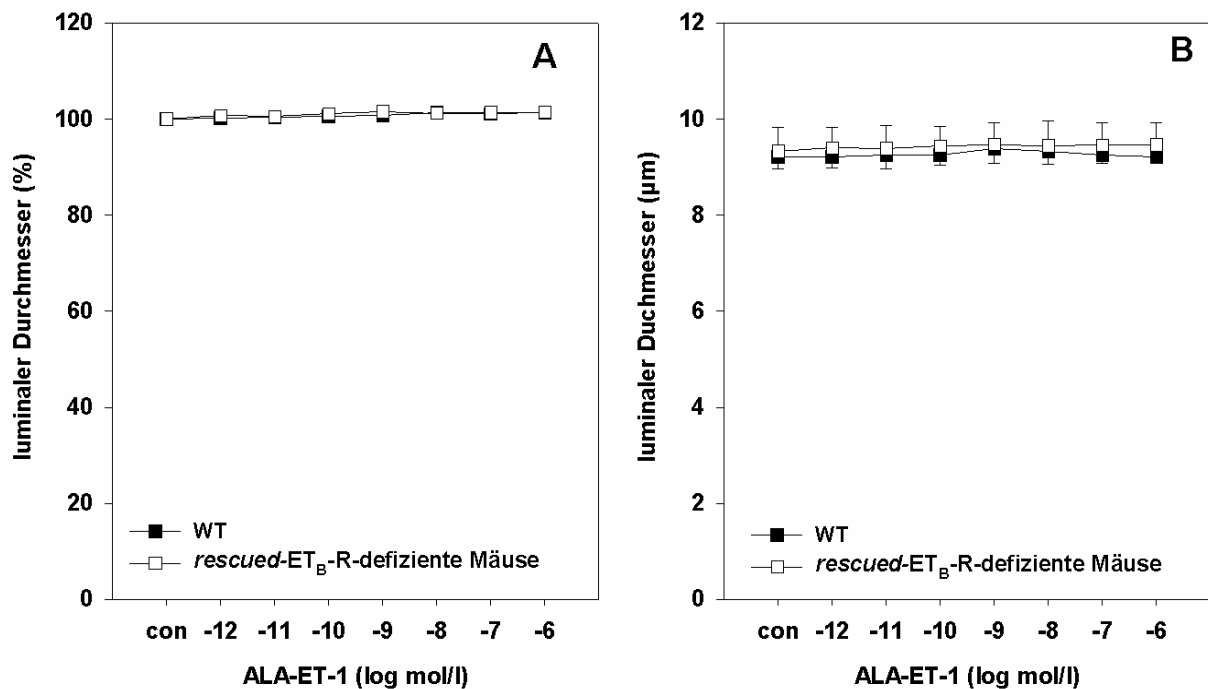 A
luminaler Durchmesser (%)
120
100
80
60
40
20
0
WT
rescued-ETB-R-defiziente Mäuse
con -12 -11 -10 -9 -8 -7 -6
ALA-ET-1 (log mol/l)
B
luminaler Duchmesser (µm)
12
10
8
6
4
2
0
WT
rescued-ETB-R-defiziente Mäuse
con -12 -11 -10 -9 -8 -7 -6
ALA-ET-1 (log mol/l)